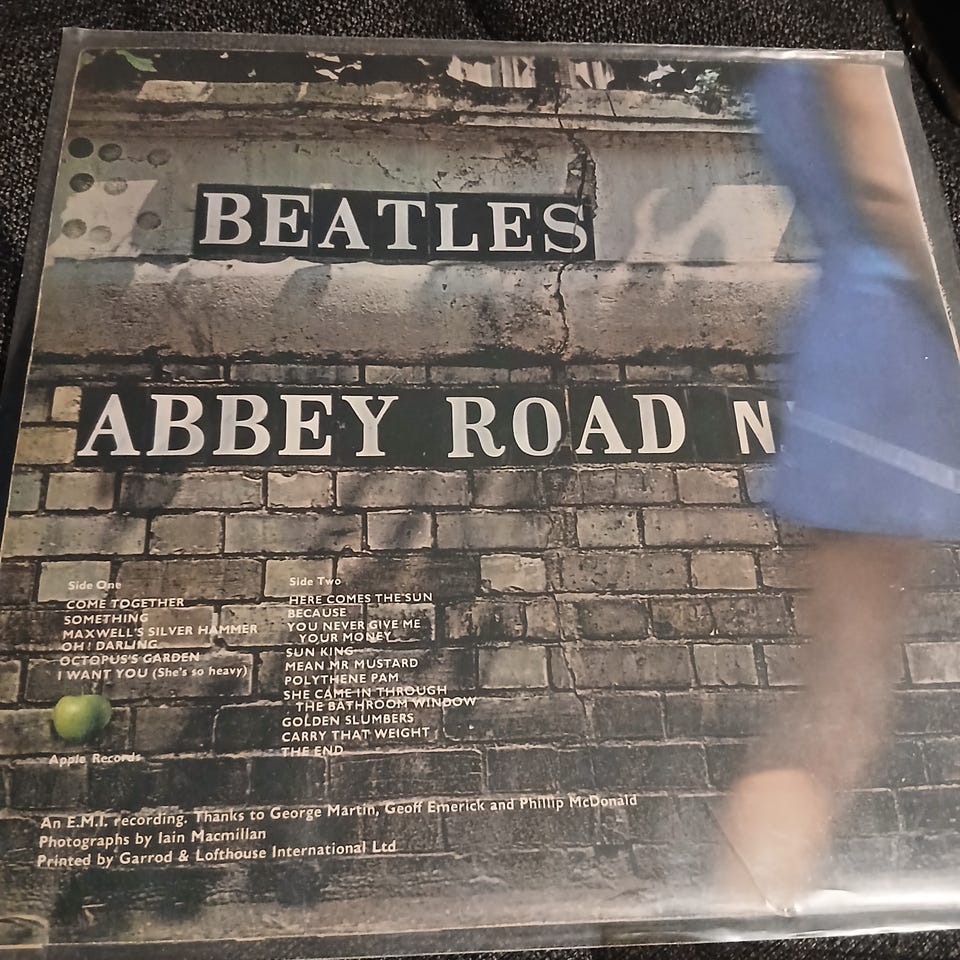 BEATLES
ABBEY ROAD N
Side One
COME TOGETHER
SOMETHING
MAXWELL'S SILVER HAMMER
OH! DARLING
OCTOPUS'S GARDEN
I WANT YOU (She's so heavy)
Side Two
HERE COMES THE SUN
BECAUSE
YOU NEVER GIVE ME
YOUR MONEY
SUN KING
MEAN MR MUSTARD
POLYTHENE PAM
SHE CAME IN THROUGH
THE BATHROOM WINDOW
GOLDEN SLUMBERS
CARRY THAT WEIGHT
THE END
Apple Records
An E.M.I. recording. Thanks to George Martin, Geoff Emerick and Phillip McDonald
Photographs by Iain Macmillan
Printed by Garrod & Lofthouse International Ltd